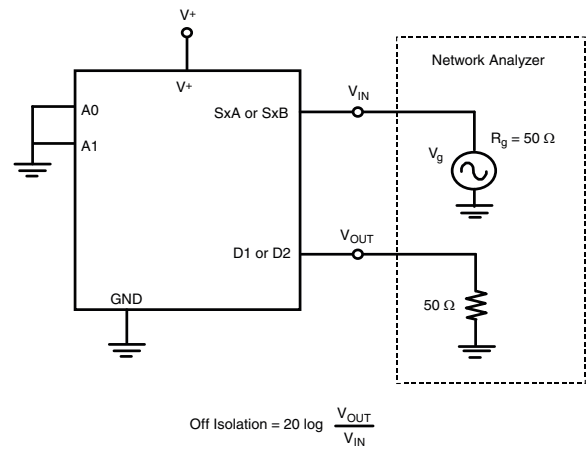 V+
Network Analyzer
V+
A0
SxA or SxB
VIN
Rg = 50 Ω
A1
Vg
D1 or D2
VOUT
GND
50 Ω
Off Isolation = 20 log VOUT
VIN